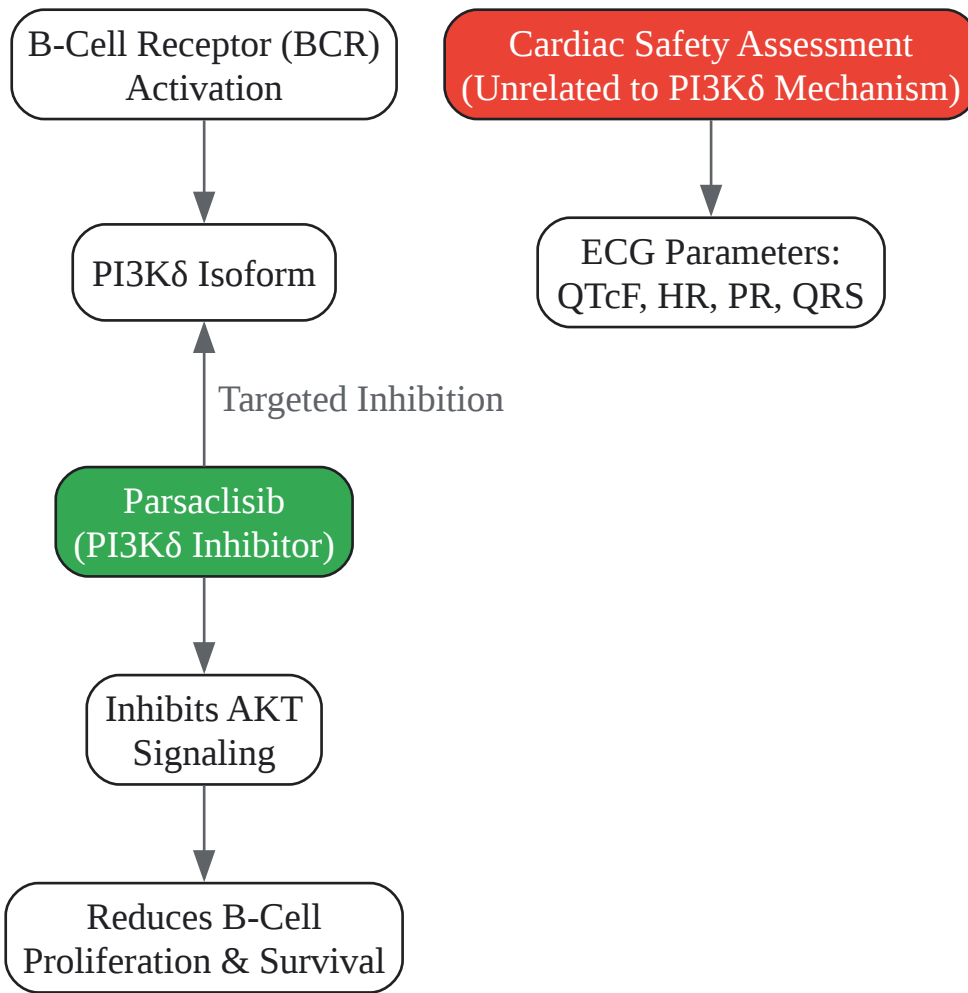 B-Cell Receptor (BCR)
Activation
Cardiac Safety Assessment
(Unrelated to PI3Kδ Mechanism)
PI3Kδ Isoform
ECG Parameters:
QTcF, HR, PR, QRS
Targeted Inhibition
Parsaclisib
(PI3Kδ Inhibitor)
Inhibits AKT
Signaling
Reduces B-Cell
Proliferation & Survival